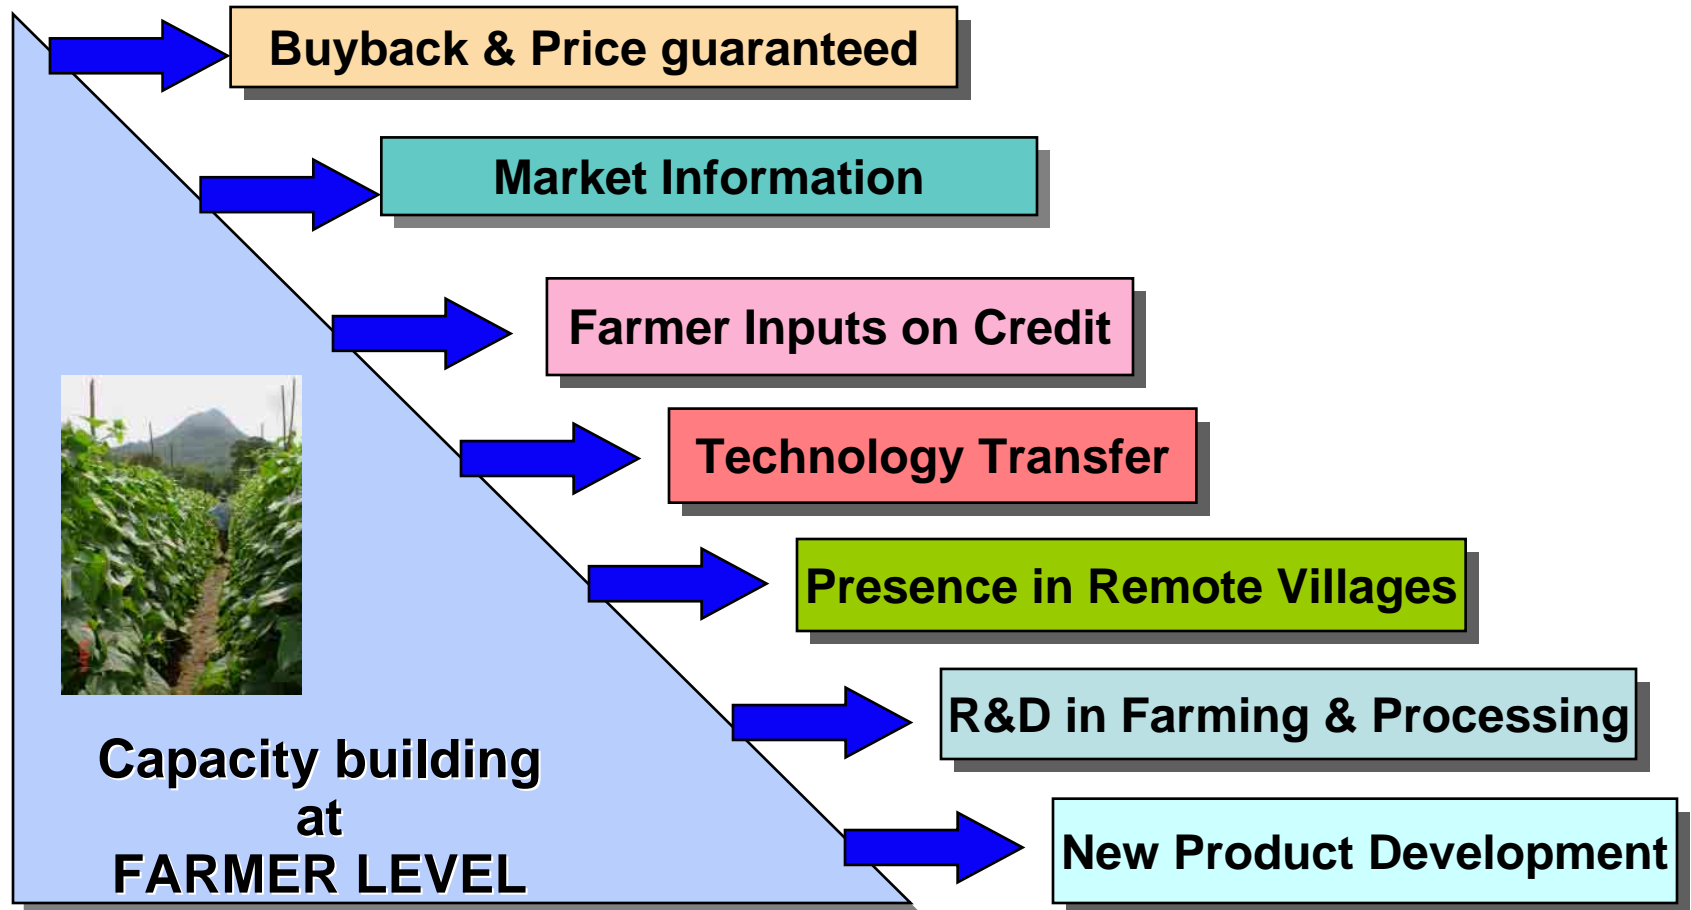 Buyback & Price guaranteed
Market Information
Farmer Inputs on Credit
Technology Transfer
Presence in Remote Villages
R&D in Farming & Processing
New Product Development
Capacity building
at
FARMER LEVEL